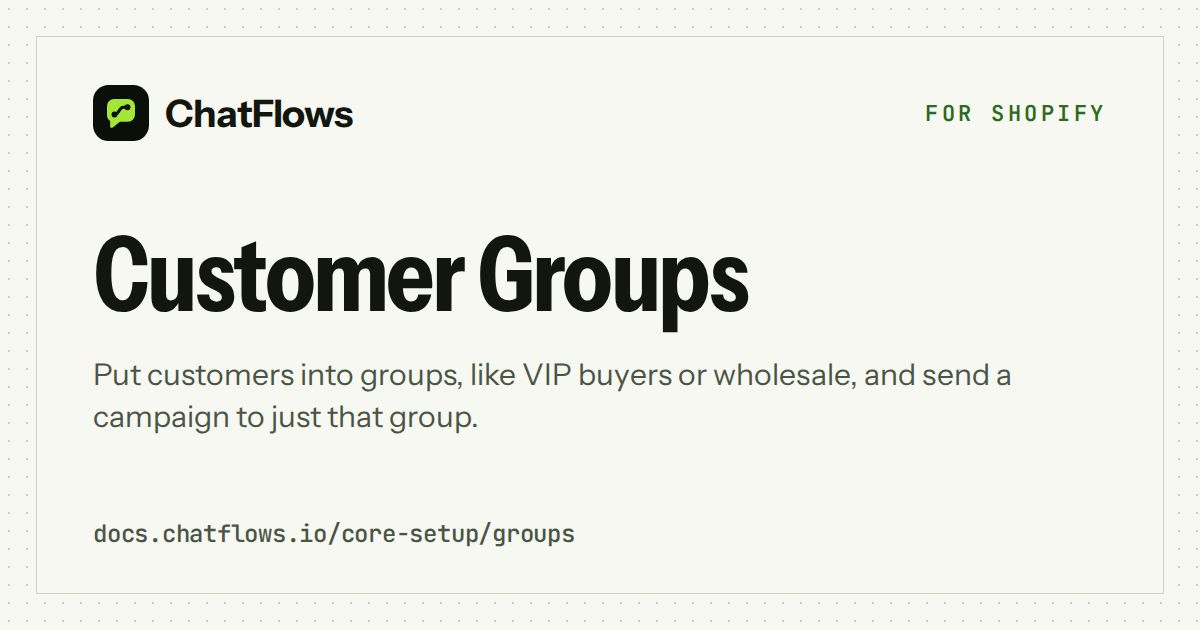 ChatFlows
FOR SHOPIFY
Customer Groups
Put customers into groups, like VIP buyers or wholesale, and send a
campaign to just that group.
docs.chatflows.io/core-setup/groups